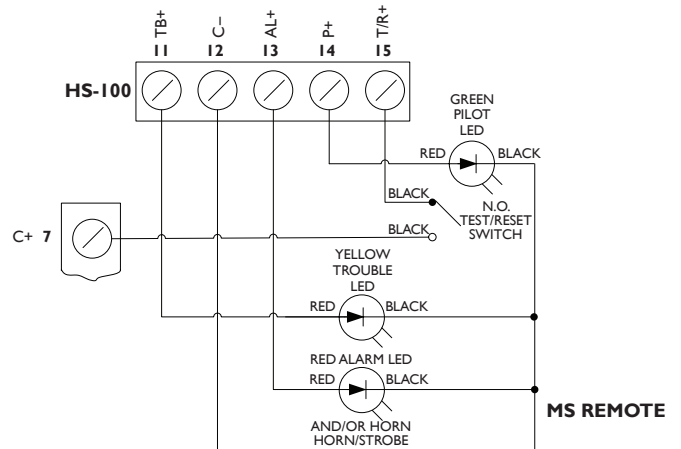 TB+
C–
AL+
P+
T/R+
11
12
13
14
15
HS-100
GREEN
PILOT
LED
RED
BLACK
BLACK
N.O.
TEST/RESET
SWITCH
C+ 7
BLACK
YELLOW
TROUBLE
LED
RED
BLACK
RED ALARM LED
RED
BLACK
MS REMOTE
AND/OR HORN
HORN/STROBE